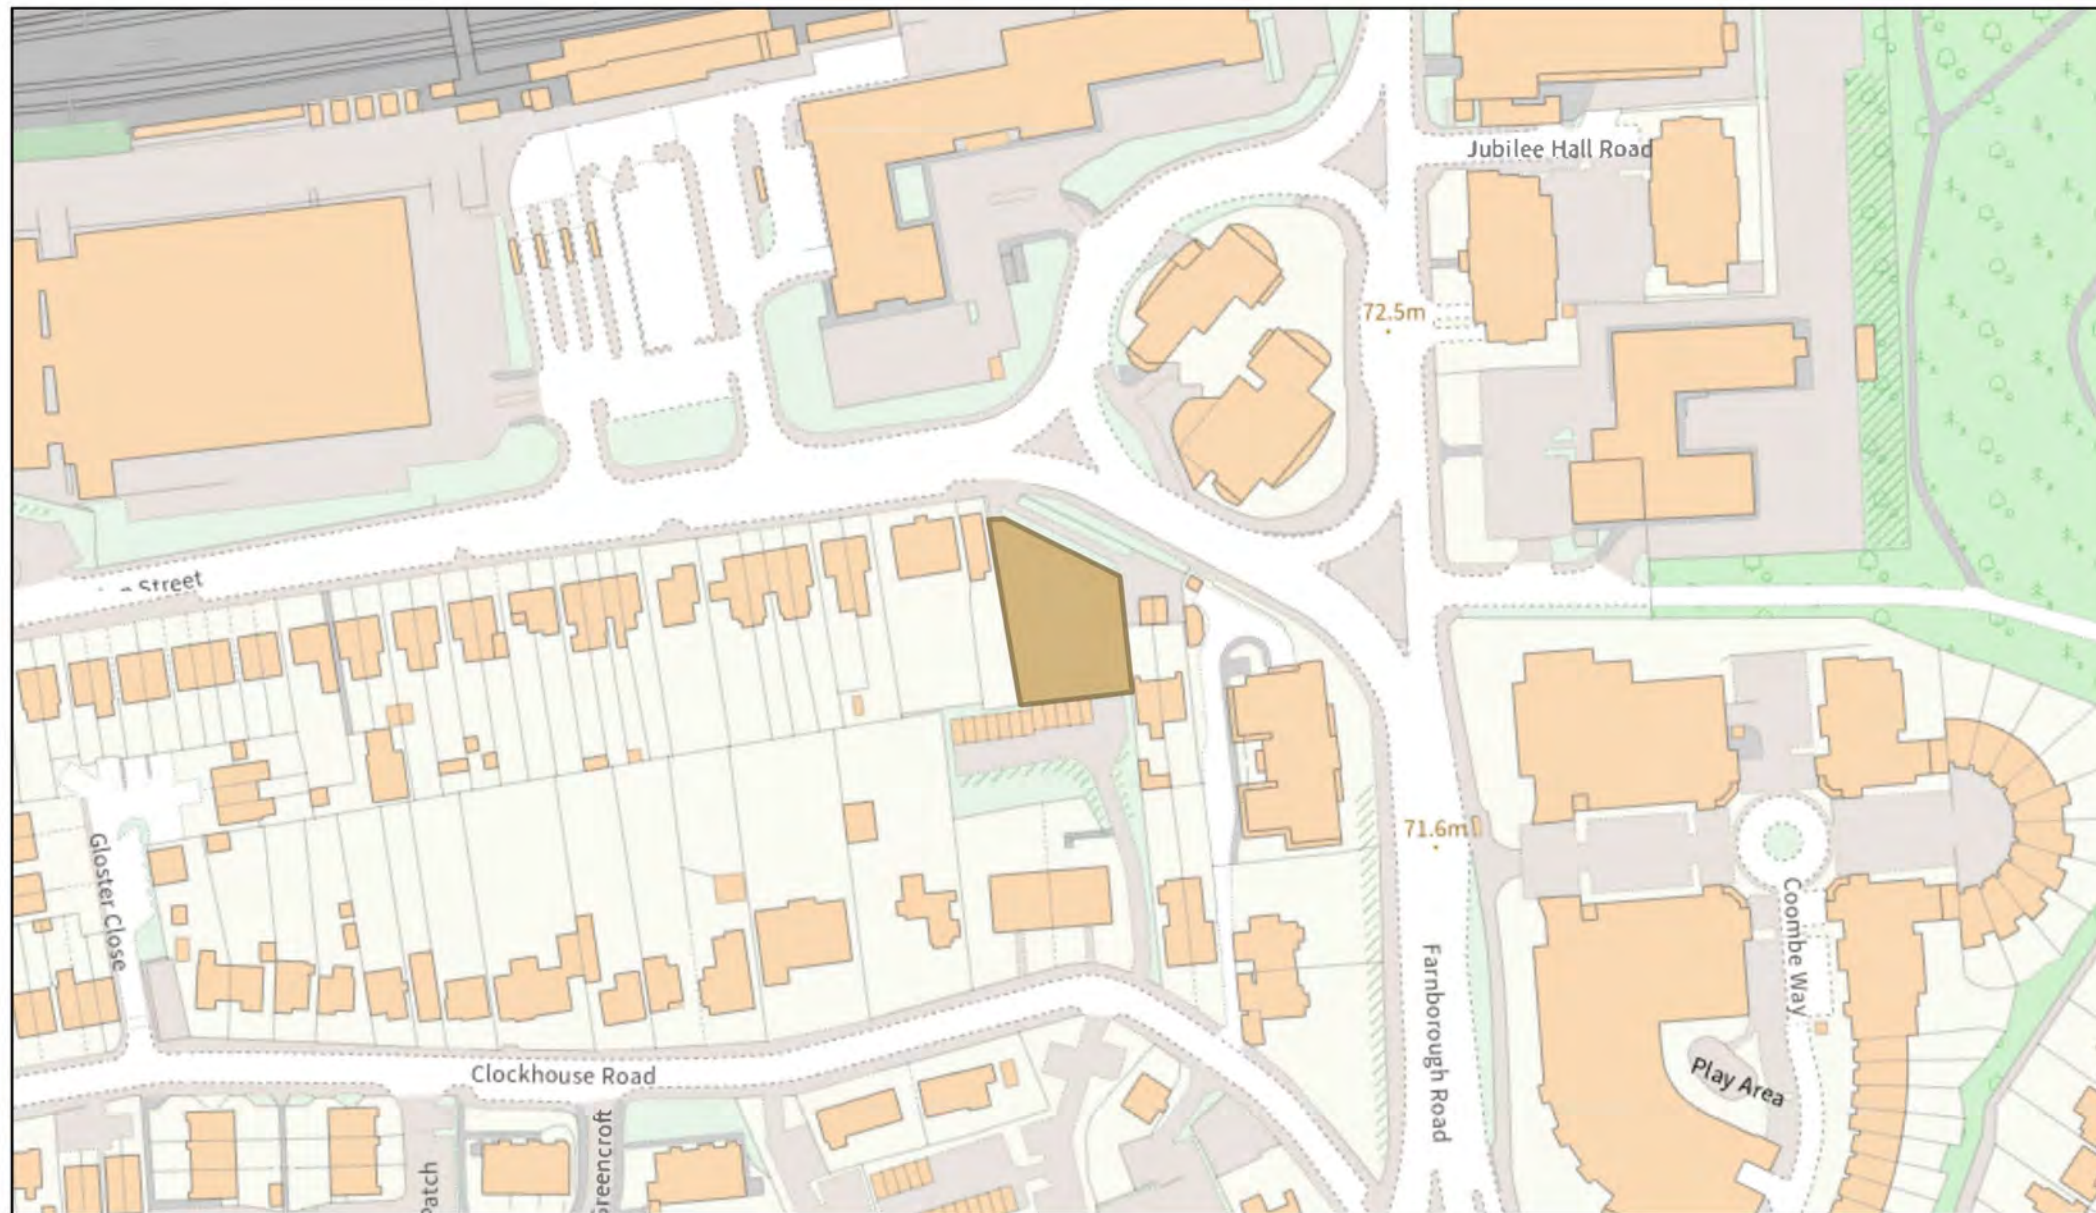 Jubilee Hall Road
72.5m
Street
71.6m
Gloster Close
Coombe Way
Farnborough Road
Play Area
Clockhouse Road
Patch